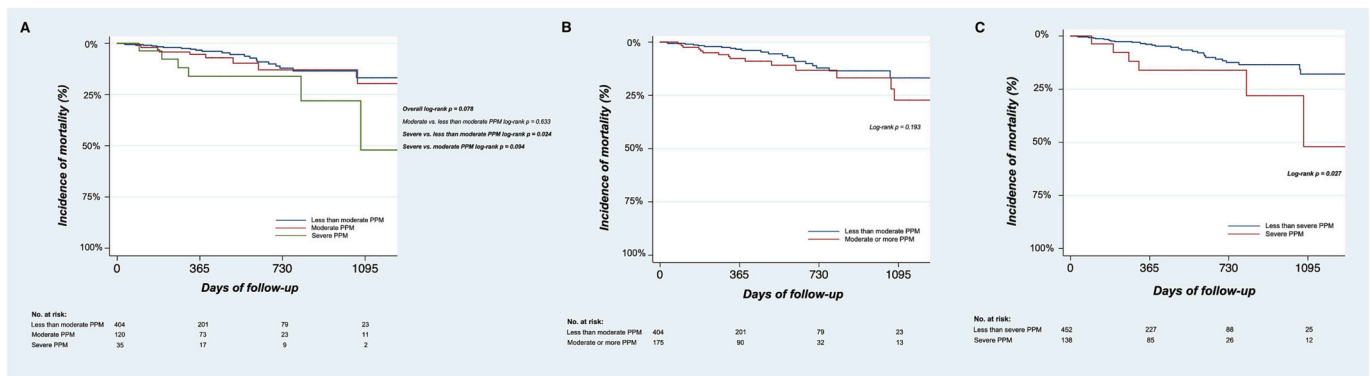 A
Incidence of mortality (%)
0%
25%
50%
75%
100%
Overall log-rank p = 0.078
Moderate vs. less than moderate PPM log-rank p = 0.633
Severe vs. less than moderate PPM log-rank p = 0.024
Severe vs. moderate PPM log-rank p = 0.094
Less than moderate PPM
Moderate PPM
Severe PPM
0 365 730 1095
Days of follow-up
No. at risk:
Less than moderate PPM 404 201 79 23
Moderate PPM 120 73 23 11
Severe PPM 35 17 9 2
B
Incidence of mortality (%)
0%
25%
50%
75%
100%
Log-rank p = 0.193
Less than moderate PPM
Moderate or more PPM
0 365 730 1095
Days of follow-up
No. at risk:
Less than moderate PPM 404 201 79 23
Moderate or more PPM 175 90 32 13
C
Incidence of mortality (%)
0%
25%
50%
75%
100%
Log-rank p = 0.027
Less than severe PPM
Severe PPM
0 365 730 1095
Days of follow-up
No. at risk:
Less than severe PPM 452 227 88 25
Severe PPM 138 85 26 12